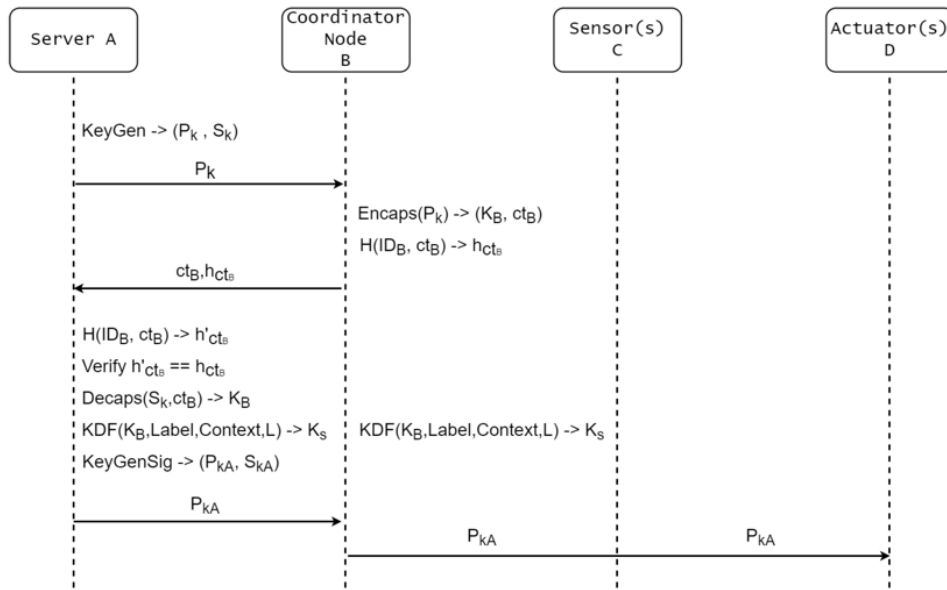 Server A
Coordinator
Node
B
Sensor(s)
C
Actuator(s)
D
KeyGen -> (Pk , Sk)
Pk
Encaps(Pk) -> (KB, ctB)
H(IDB, ctB) -> hctB
ctB,hctB
H(IDB, ctB) -> h'ctB
Verify h'ctB == hctB
Decaps(Sk,ctB) -> KB
KDF(KB,Label,Context,L) -> Ks
KDF(KB,Label,Context,L) -> Ks
KeyGenSig -> (PkA, SkA)
PkA
PkA
PkA